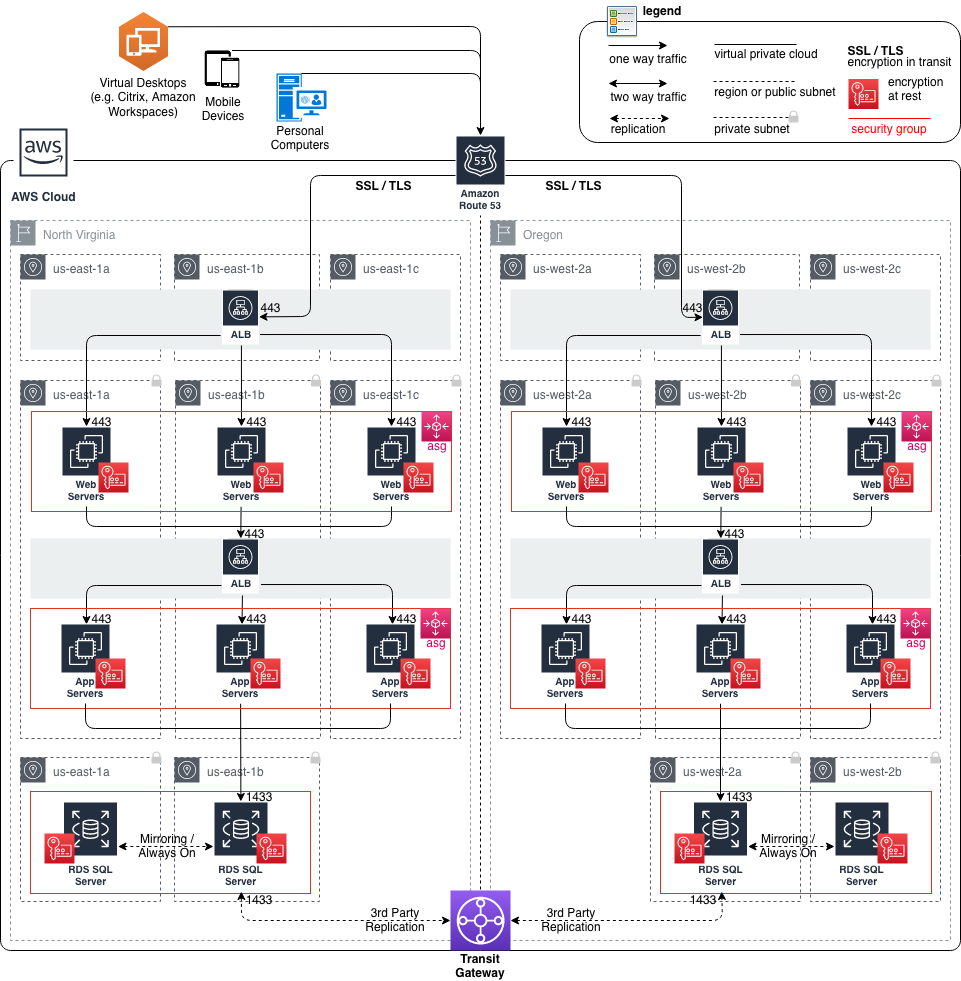 legend
one way traffic
virtual private cloud
SSL / TLS
encryption in transit
two way traffic
region or public subnet
encryption
at rest
replication
private subnet
security group
Virtual Desktops
(e.g. Citrix, Amazon
Workspaces)
Mobile
Devices
Personal
Computers
aws
AWS Cloud
53
Amazon
Route 53
SSL / TLS
SSL / TLS
North Virginia
us-east-1a
us-east-1b
us-east-1c
443
ALB
us-east-1a
us-east-1b
us-east-1c
443
443
443
asg
Web
Servers
Web
Servers
Web
Servers
443
ALB
443
443
443
asg
App
Servers
App
Servers
App
Servers
us-east-1a
us-east-1b
1433
Mirroring /
Always On
RDS SQL
Server
RDS SQL
Server
1433
3rd Party
Replication
Oregon
us-west-2a
us-west-2b
us-west-2c
443
ALB
us-west-2a
us-west-2b
us-west-2c
443
443
443
asg
Web
Servers
Web
Servers
Web
Servers
443
ALB
443
443
443
asg
App
Servers
App
Servers
App
Servers
us-west-2a
us-west-2b
1433
Mirroring /
Always On
RDS SQL
Server
RDS SQL
Server
1433
3rd Party
Replication
Transit
Gateway